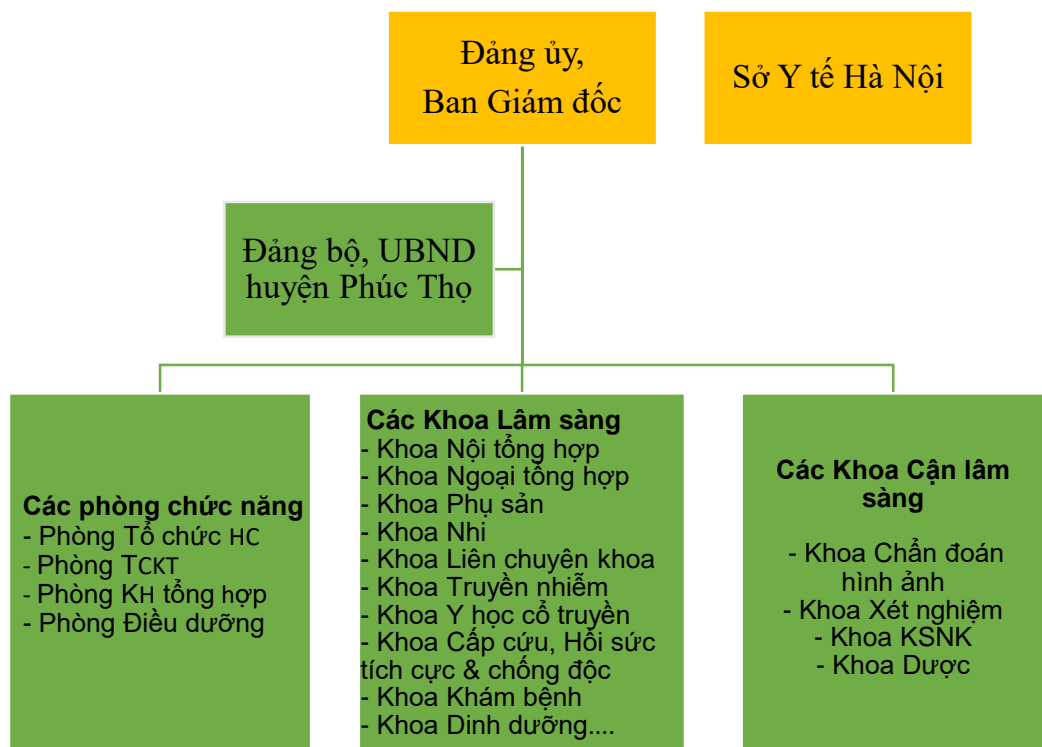 Đảng ủy,
Ban Giám đốc
Sở Y tế Hà Nội
Đảng bộ, UBND
huyện Phúc Thọ
Các phòng chức năng
- Phòng Tổ chức HC
- Phòng TCKT
- Phòng KH tổng hợp
- Phòng Điều dưỡng
Các Khoa Lâm sàng
- Khoa Nội tổng hợp
- Khoa Ngoại tổng hợp
- Khoa Phụ sản
- Khoa Nhi
- Khoa Liên chuyên khoa
- Khoa Truyền nhiễm
- Khoa Y học cổ truyền
- Khoa Cấp cứu, Hồi sức
tích cực & chống độc
- Khoa Khám bệnh
- Khoa Dinh dưỡng....
Các Khoa Cận lâm
sàng
- Khoa Chẩn đoán
hình ảnh
- Khoa Xét nghiệm
- Khoa KSNK
- Khoa Dược